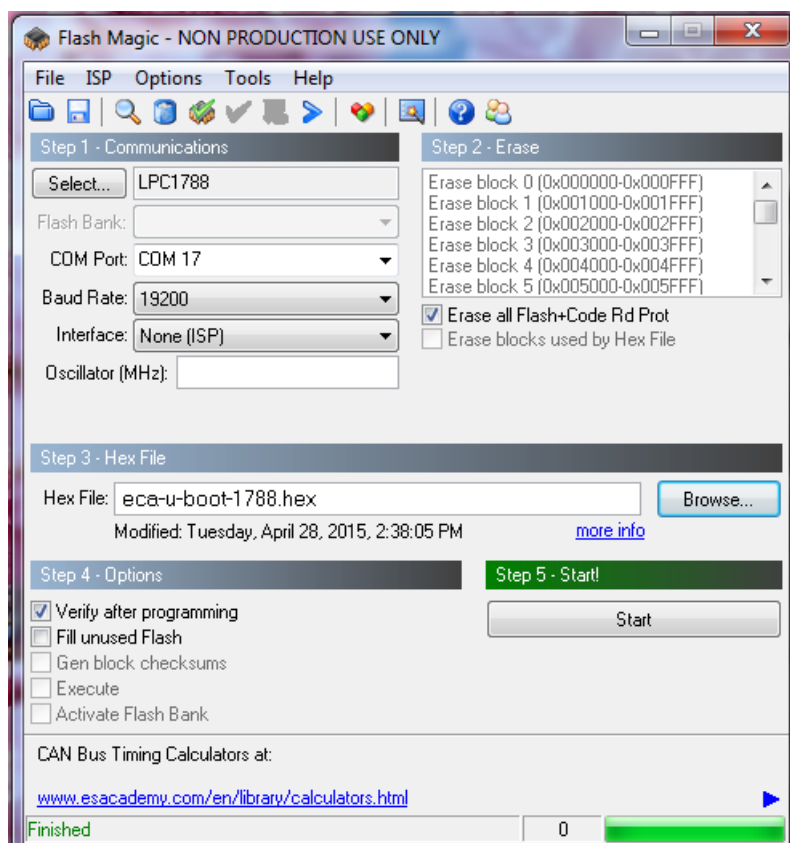 Flash Magic - NON PRODUCTION USE ONLY
File ISP Options Tools Help
Step 1 - Communications
Select... LPC1788
Flash Bank:
COM Port: COM 17
Baud Rate: 19200
Interface: None (ISP)
Oscillator (MHz):
Step 2 - Erase
Erase block 0 (0x000000-0x000FFF)
Erase block 1 (0x001000-0x001FFF)
Erase block 2 (0x002000-0x002FFF)
Erase block 3 (0x003000-0x003FFF)
Erase block 4 (0x004000-0x004FFF)
Erase block 5 (0x005000-0x005FFF)
Erase all Flash+Code Rd Prot
Erase blocks used by Hex File
Step 3 - Hex File
Hex File: eca-u-boot-1788.hex Browse...
Modified: Tuesday, April 28, 2015, 2:38:05 PM more info
Step 4 - Options
Verify after programming
Fill unused Flash
Gen block checksums
Execute
Activate Flash Bank
Step 5 - Start!
Start
CAN Bus Timing Calculators at:
www.esacademy.com/en/library/calculators.html
Finished 0